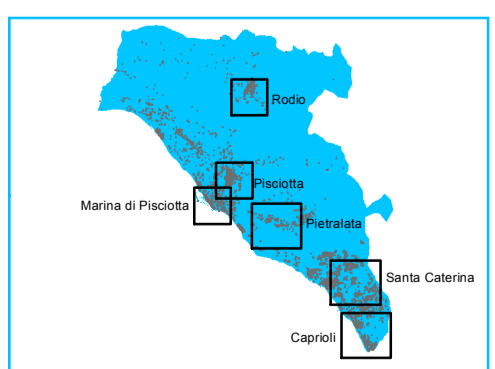 Rodio
Pisciotta
Marina di Pisciotta
Pietralata
Santa Caterina
Caprioli